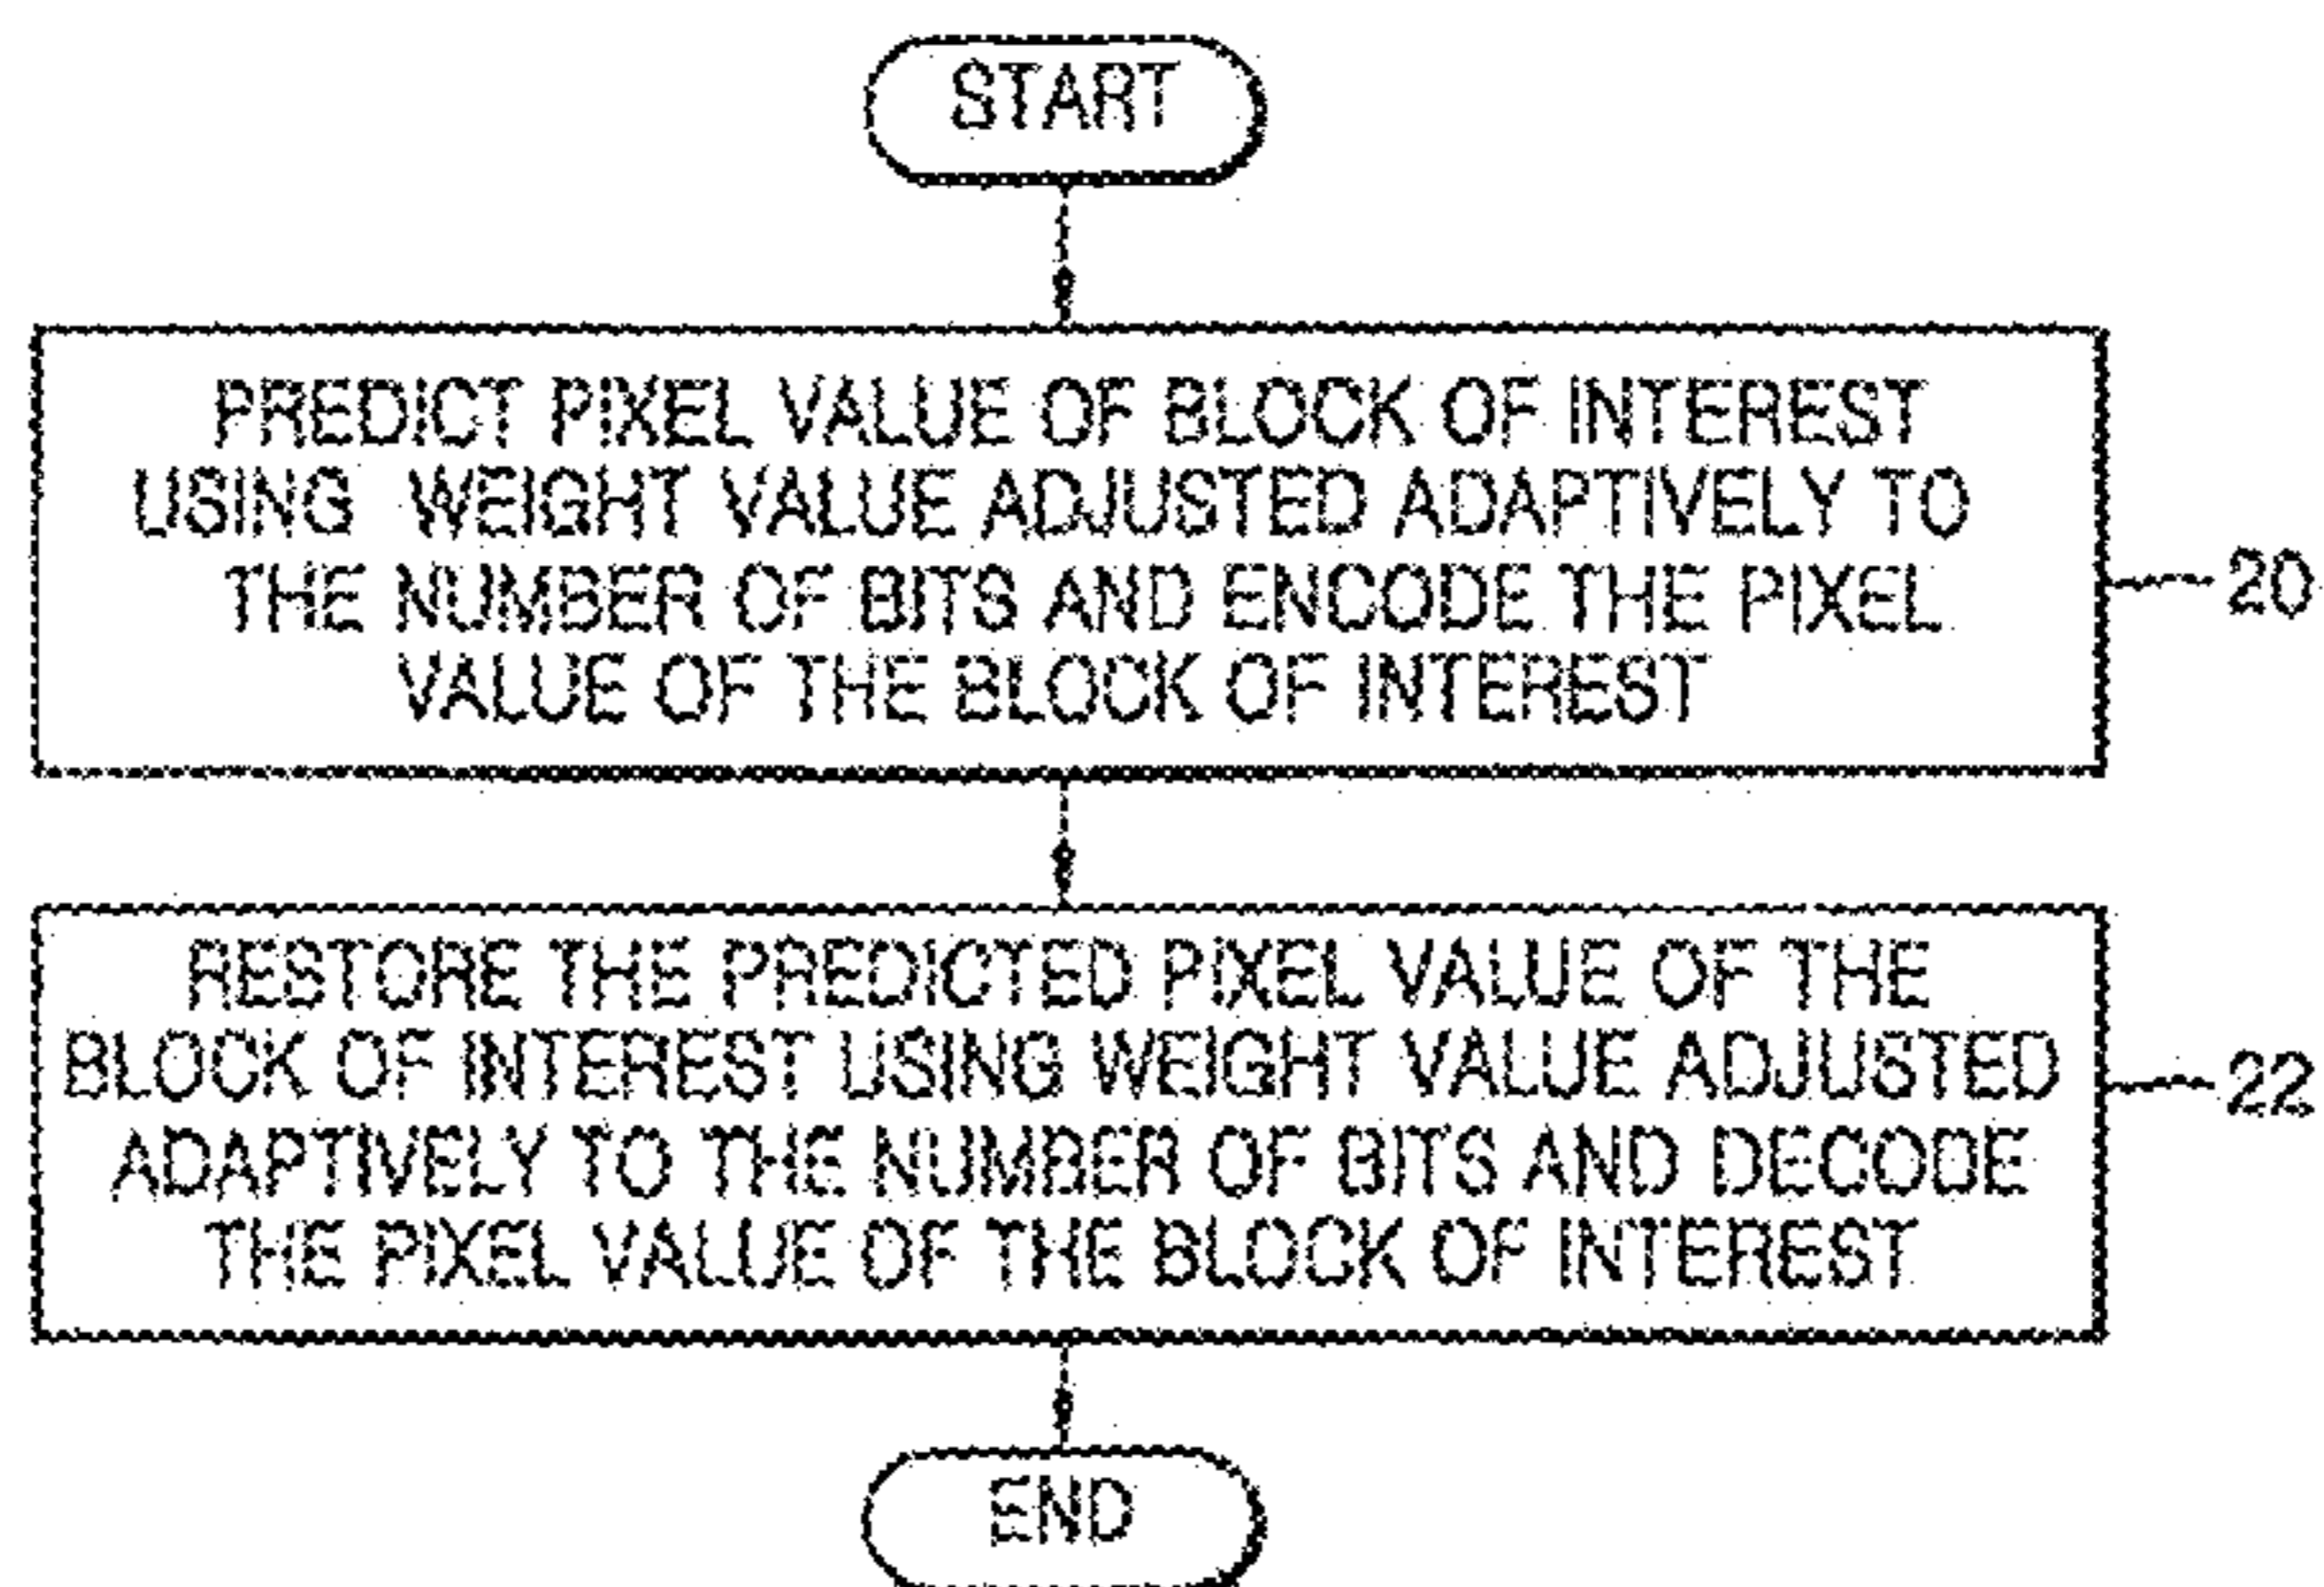 START
PREDICT PIXEL VALUE OF BLOCK OF INTEREST
USING WEIGHT VALUE ADJUSTED ADAPTIVELY TO
THE NUMBER OF BITS AND ENCODE THE PIXEL
VALUE OF THE BLOCK OF INTEREST
20
RESTORE THE PREDICTED PIXEL VALUE OF THE
BLOCK OF INTEREST USING WEIGHT VALUE ADJUSTED
ADAPTIVELY TO THE NUMBER OF BITS AND DECODE
THE PIXEL VALUE OF THE BLOCK OF INTEREST
22
END